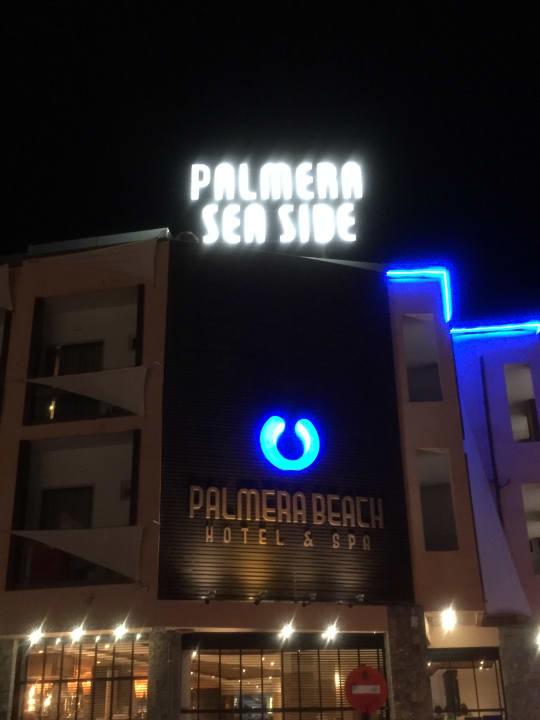 PALMERA
SEA SIDE
PALMERA BEACH
HOTEL & SPA